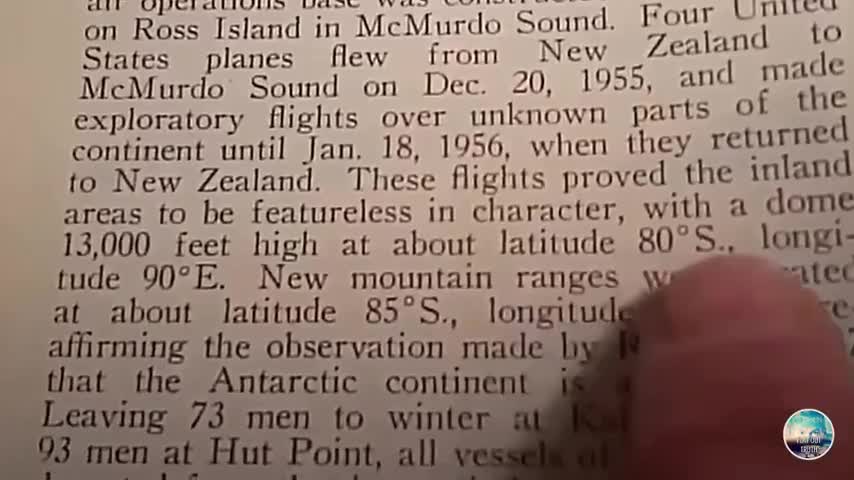 air operations base was
on Ross Island in McMurdo Sound. Four United
States planes flew from New Zealand to
McMurdo Sound on Dec. 20, 1955, and made
exploratory flights over unknown parts of the
continent until Jan. 18, 1956, when they returned
to New Zealand. These flights proved the inland
areas to be featureless in character, with a dome
13,000 feet high at about latitude 80°S., longi-
tude 90°E. New mountain ranges
at about latitude 85°S., longitude
affirming the observation made by
that the Antarctic continent is
Leaving 73 men to winter at
93 men at Hut Point, all vessels